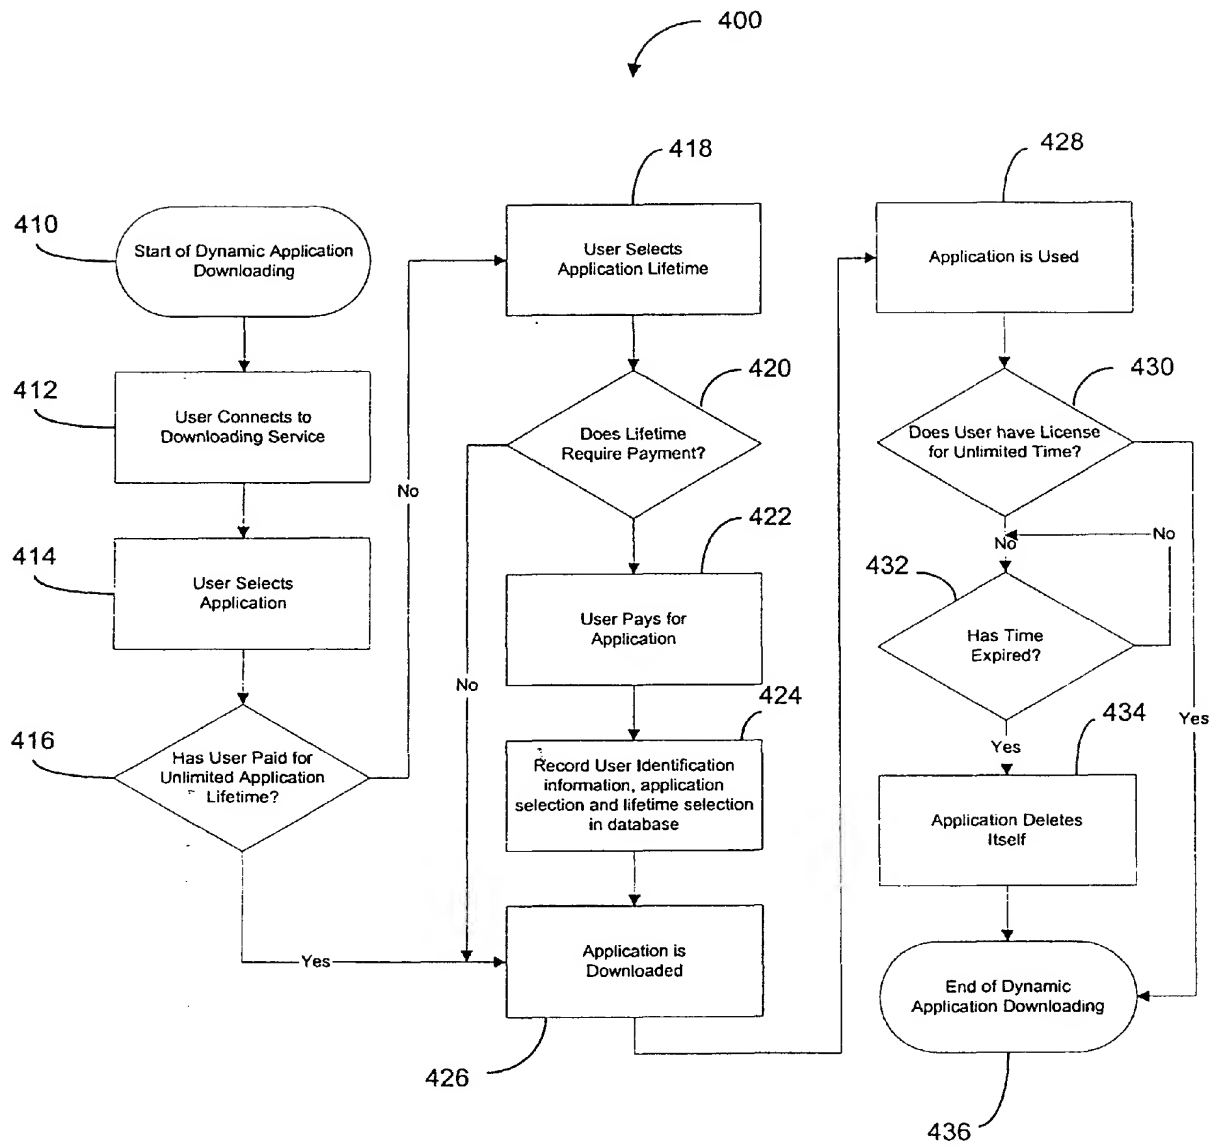 400
410
Start of Dynamic Application
Downloading
412
User Connects to
Downloading Service
414
User Selects
Application
416
Has User Paid for
Unlimited Application
Lifetime?
No
Yes
418
User Selects
Application Lifetime
420
Does Lifetime
Require Payment?
No
422
User Pays for
Application
424
Record User Identification
information, application
selection and lifetime selection
in database
Application is
Downloaded
426
428
Application is Used
430
Does User have License
for Unlimited Time?
No
No
Yes
432
Has Time
Expired?
Yes
434
Application Deletes
Itself
End of Dynamic
Application Downloading
436